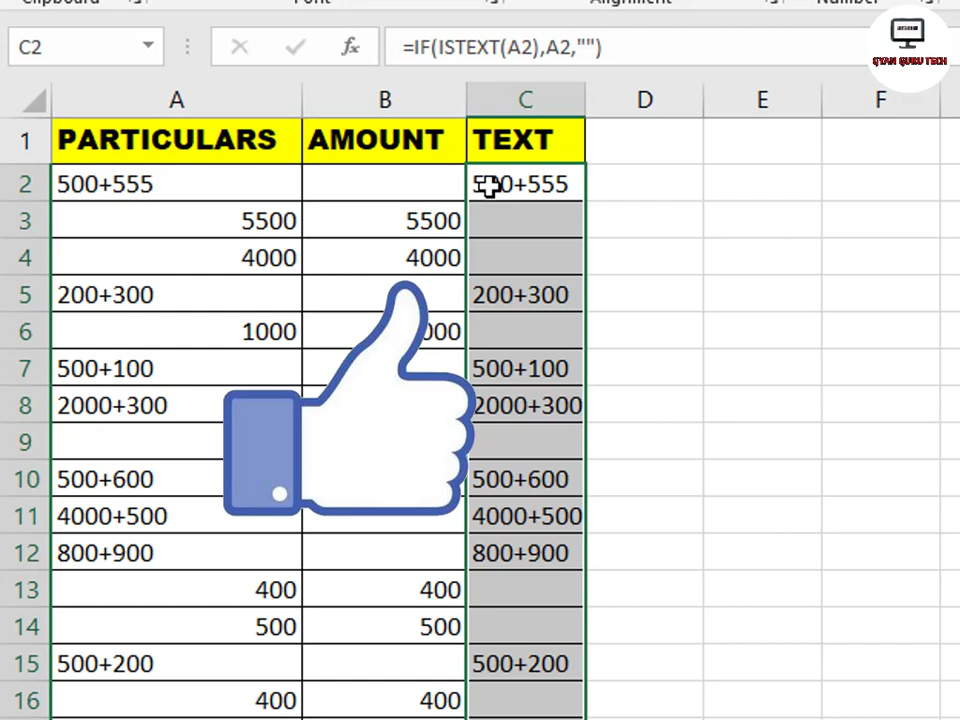 Clipboard Font Alignment Number
C2 fx =IF(ISTEXT(A2),A2,"")
GYAN GURU TECH
A B C D E F
1 PARTICULARS AMOUNT TEXT
2 500+555 500+555
3 5500 5500
4 4000 4000
5 200+300 200+300
6 1000
7 500+100 500+100
8 2000+300 2000+300
9
10 500+600 500+600
11 4000+500 4000+500
12 800+900 800+900
13 400 400
14 500 500
15 500+200 500+200
16 400 400